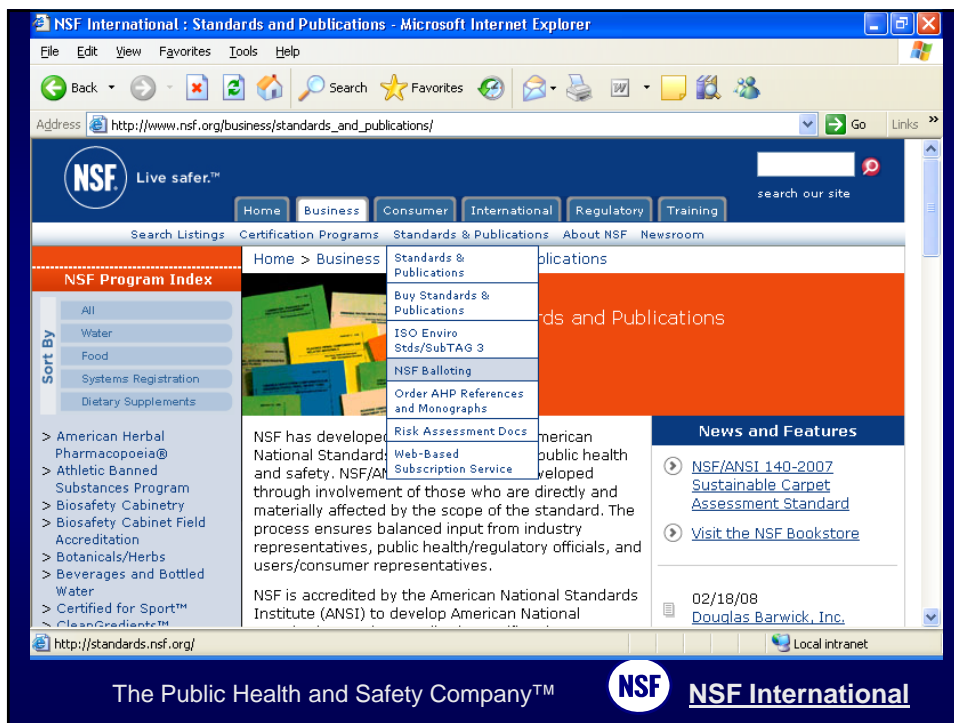 NSF International : Standards and Publications - Microsoft Internet Explorer
File Edit View Favorites Tools Help
Back Search Favorites
Address http://www.nsf.org/business/standards_and_publications/ Go Links »
NSF. Live safer.™
search our site
Home Business Consumer International Regulatory Training
Search Listings Certification Programs Standards & Publications About NSF Newsroom
Home > Business
blications
Standards &
Publications
Buy Standards &
Publications
ISO Enviro
Stds/SubTAG 3
NSF Balloting
Order AHP References
and Monographs
Risk Assessment Docs
Web-Based
Subscription Service
rds and Publications
NSF Program Index
Sort By
All
Water
Food
Systems Registration
Dietary Supplements
> American Herbal
Pharmacopoeia®
> Athletic Banned
Substances Program
> Biosafety Cabinetry
> Biosafety Cabinet Field
Accreditation
> Botanicals/Herbs
> Beverages and Bottled
Water
> Certified for Sport™
> CleanGredients™
NSF has developed merican
National Standards public health
and safety. NSF/AN veloped
through involvement of those who are directly and
materially affected by the scope of the standard. The
process ensures balanced input from industry
representatives, public health/regulatory officials, and
users/consumer representatives.
NSF is accredited by the American National Standards
Institute (ANSI) to develop American National
News and Features
NSF/ANSI 140-2007
Sustainable Carpet
Assessment Standard
Visit the NSF Bookstore
02/18/08
Douglas Barwick, Inc.
http://standards.nsf.org/ Local intranet
The Public Health and Safety Company™ NSF NSF International